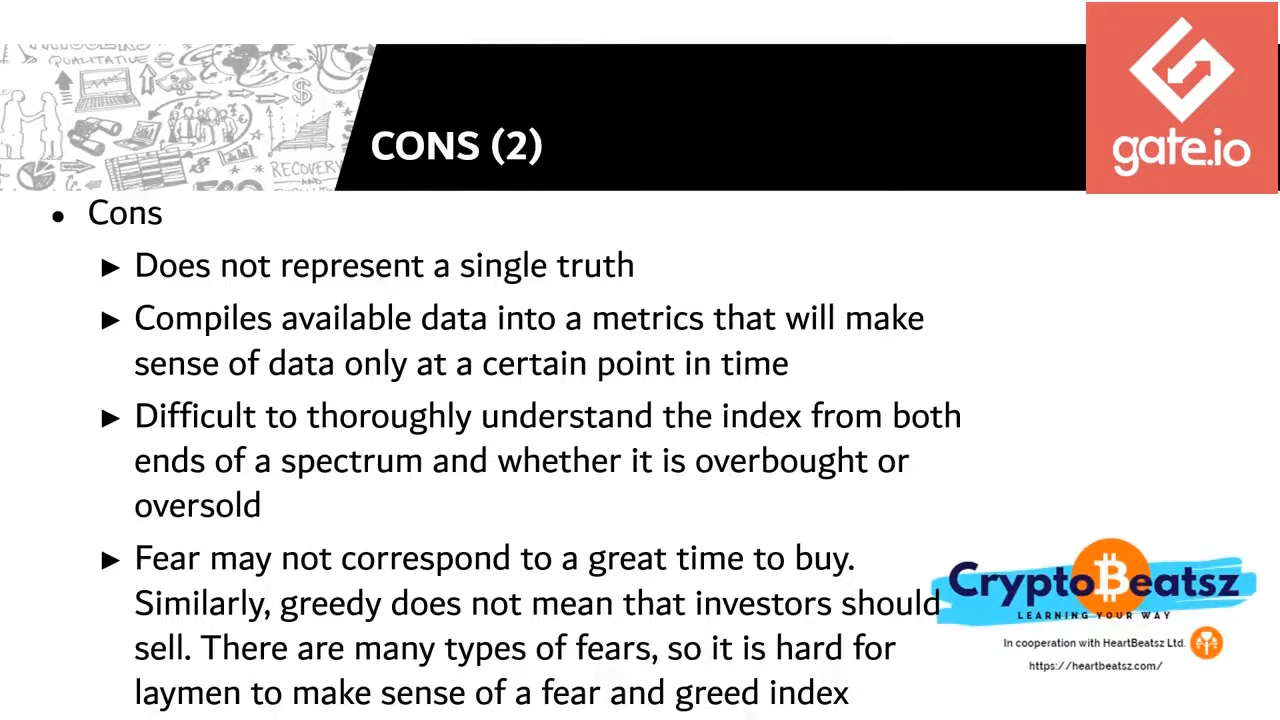 QUALITATIVE
RECOVERY
AND
CONS (2)
gate.io
• Cons
► Does not represent a single truth
► Compiles available data into a metrics that will make
sense of data only at a certain point in time
► Difficult to thoroughly understand the index from both
ends of a spectrum and whether it is overbought or
oversold
► Fear may not correspond to a great time to buy.
Similarly, greedy does not mean that investors should
sell. There are many types of fears, so it is hard for
laymen to make sense of a fear and greed index
CryptoBeatsz
LEARNING YOUR WAY
In cooperation with HeartBeatsz Ltd.
https://heartbeatsz.com/